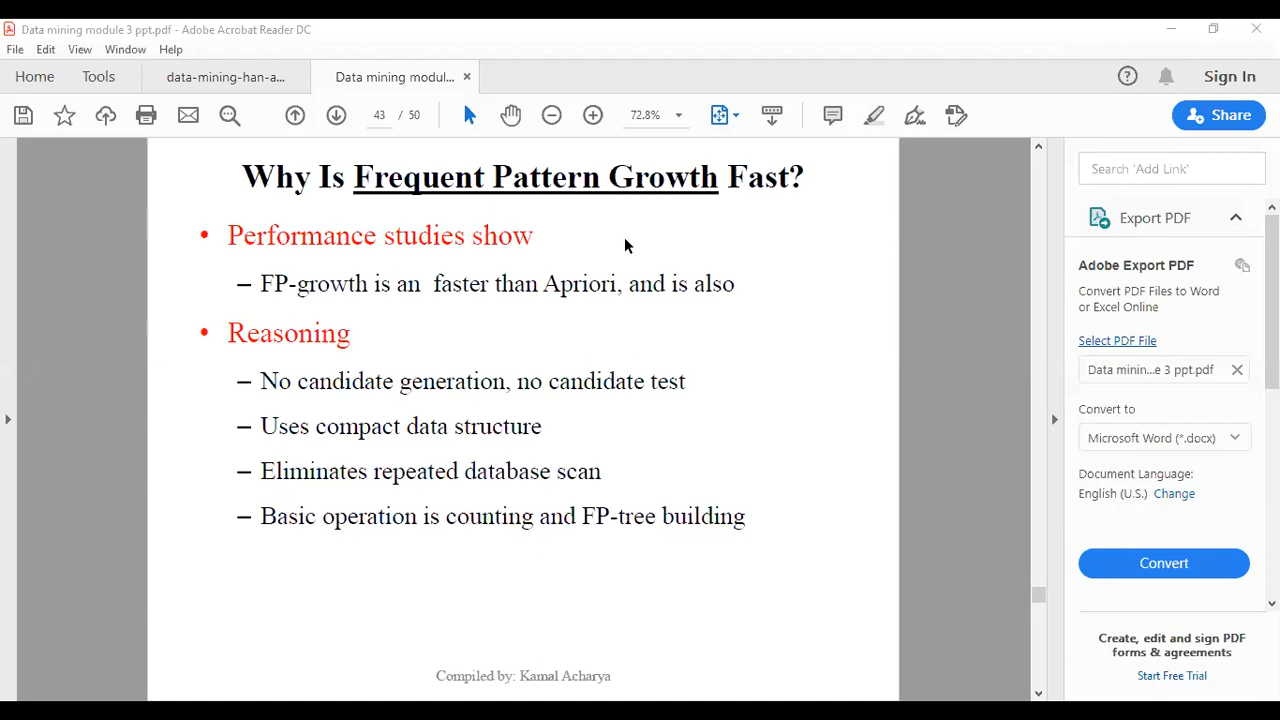 Data mining module 3 ppt.pdf - Adobe Acrobat Reader DC
File Edit View Window Help
Home Tools data-mining-han-a... Data mining modul... × Sign In
43 / 50 72.8% Share
Why Is Frequent Pattern Growth Fast?
• Performance studies show
– FP-growth is an faster than Apriori, and is also
• Reasoning
– No candidate generation, no candidate test
– Uses compact data structure
– Eliminates repeated database scan
– Basic operation is counting and FP-tree building
Compiled by: Kamal Acharya
Search 'Add Link'
Export PDF
Adobe Export PDF
Convert PDF Files to Word
or Excel Online
Select PDF File
Data minin...e 3 ppt.pdf
Convert to
Microsoft Word (*.docx)
Document Language:
English (U.S.) Change
Convert
Create, edit and sign PDF
forms & agreements
Start Free Trial